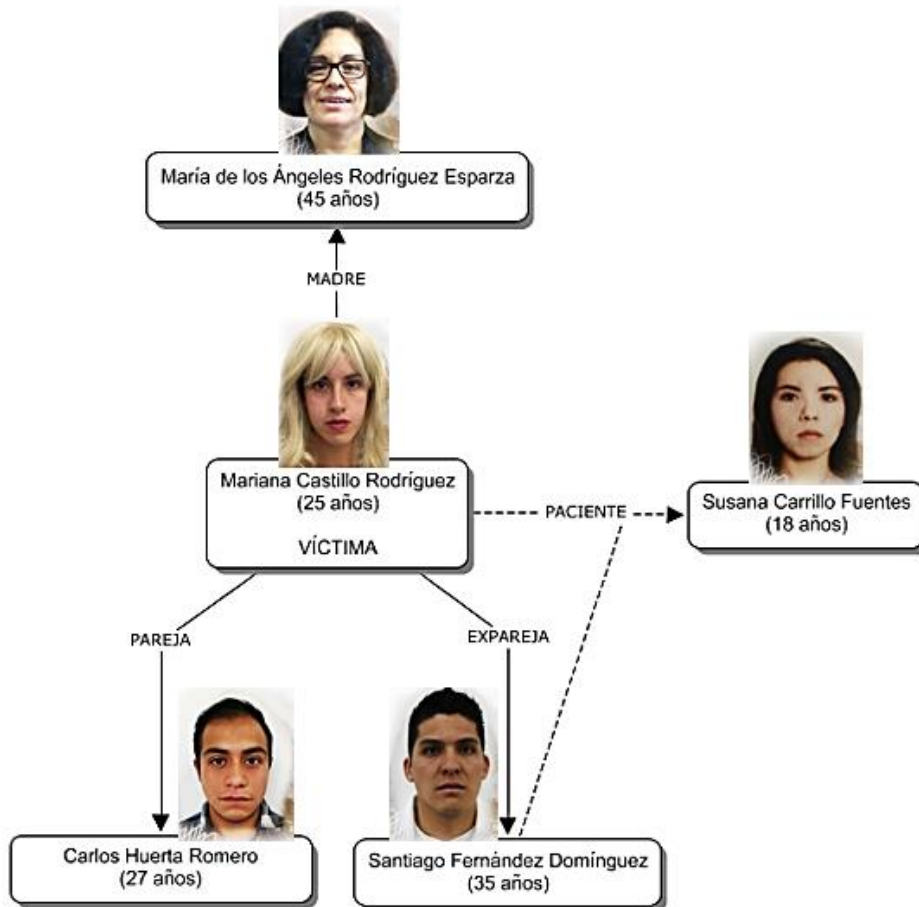 María de los Ángeles Rodríguez Esparza
(45 años)
MADRE
Mariana Castillo Rodríguez
(25 años)
VÍCTIMA
PACIENTE
Susana Carrillo Fuentes
(18 años)
PAREJA
EXPAREJA
Carlos Huerta Romero
(27 años)
Santiago Fernández Domínguez
(35 años)